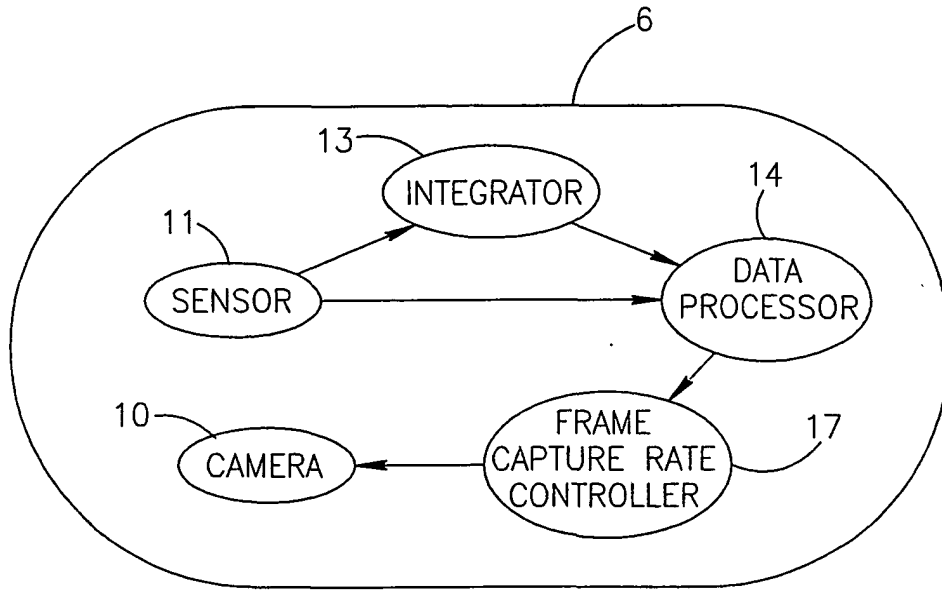 6
13
INTEGRATOR
14
11
DATA
PROCESSOR
SENSOR
10
FRAME
CAPTURE RATE
CONTROLLER
17
CAMERA